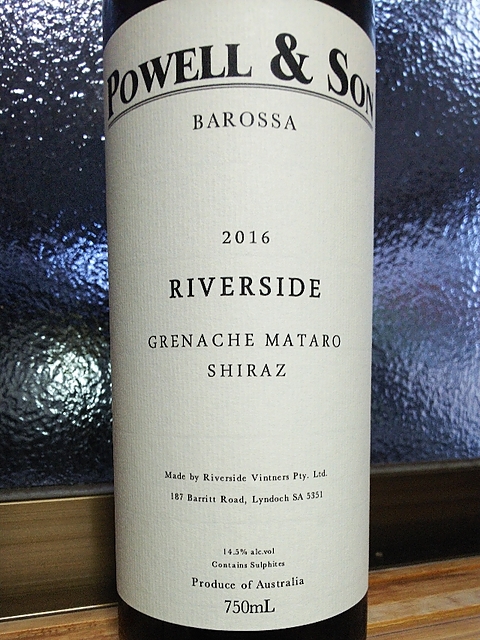 POWELL & SON
BAROSSA
2016
RIVERSIDE
GRENACHE MATARO
SHIRAZ
Made by Riverside Vintners Pty. Ltd.
187 Barritt Road, Lyndoch SA 5351
14.5% alc.vol
Contains Sulphites
Produce of Australia
750mL